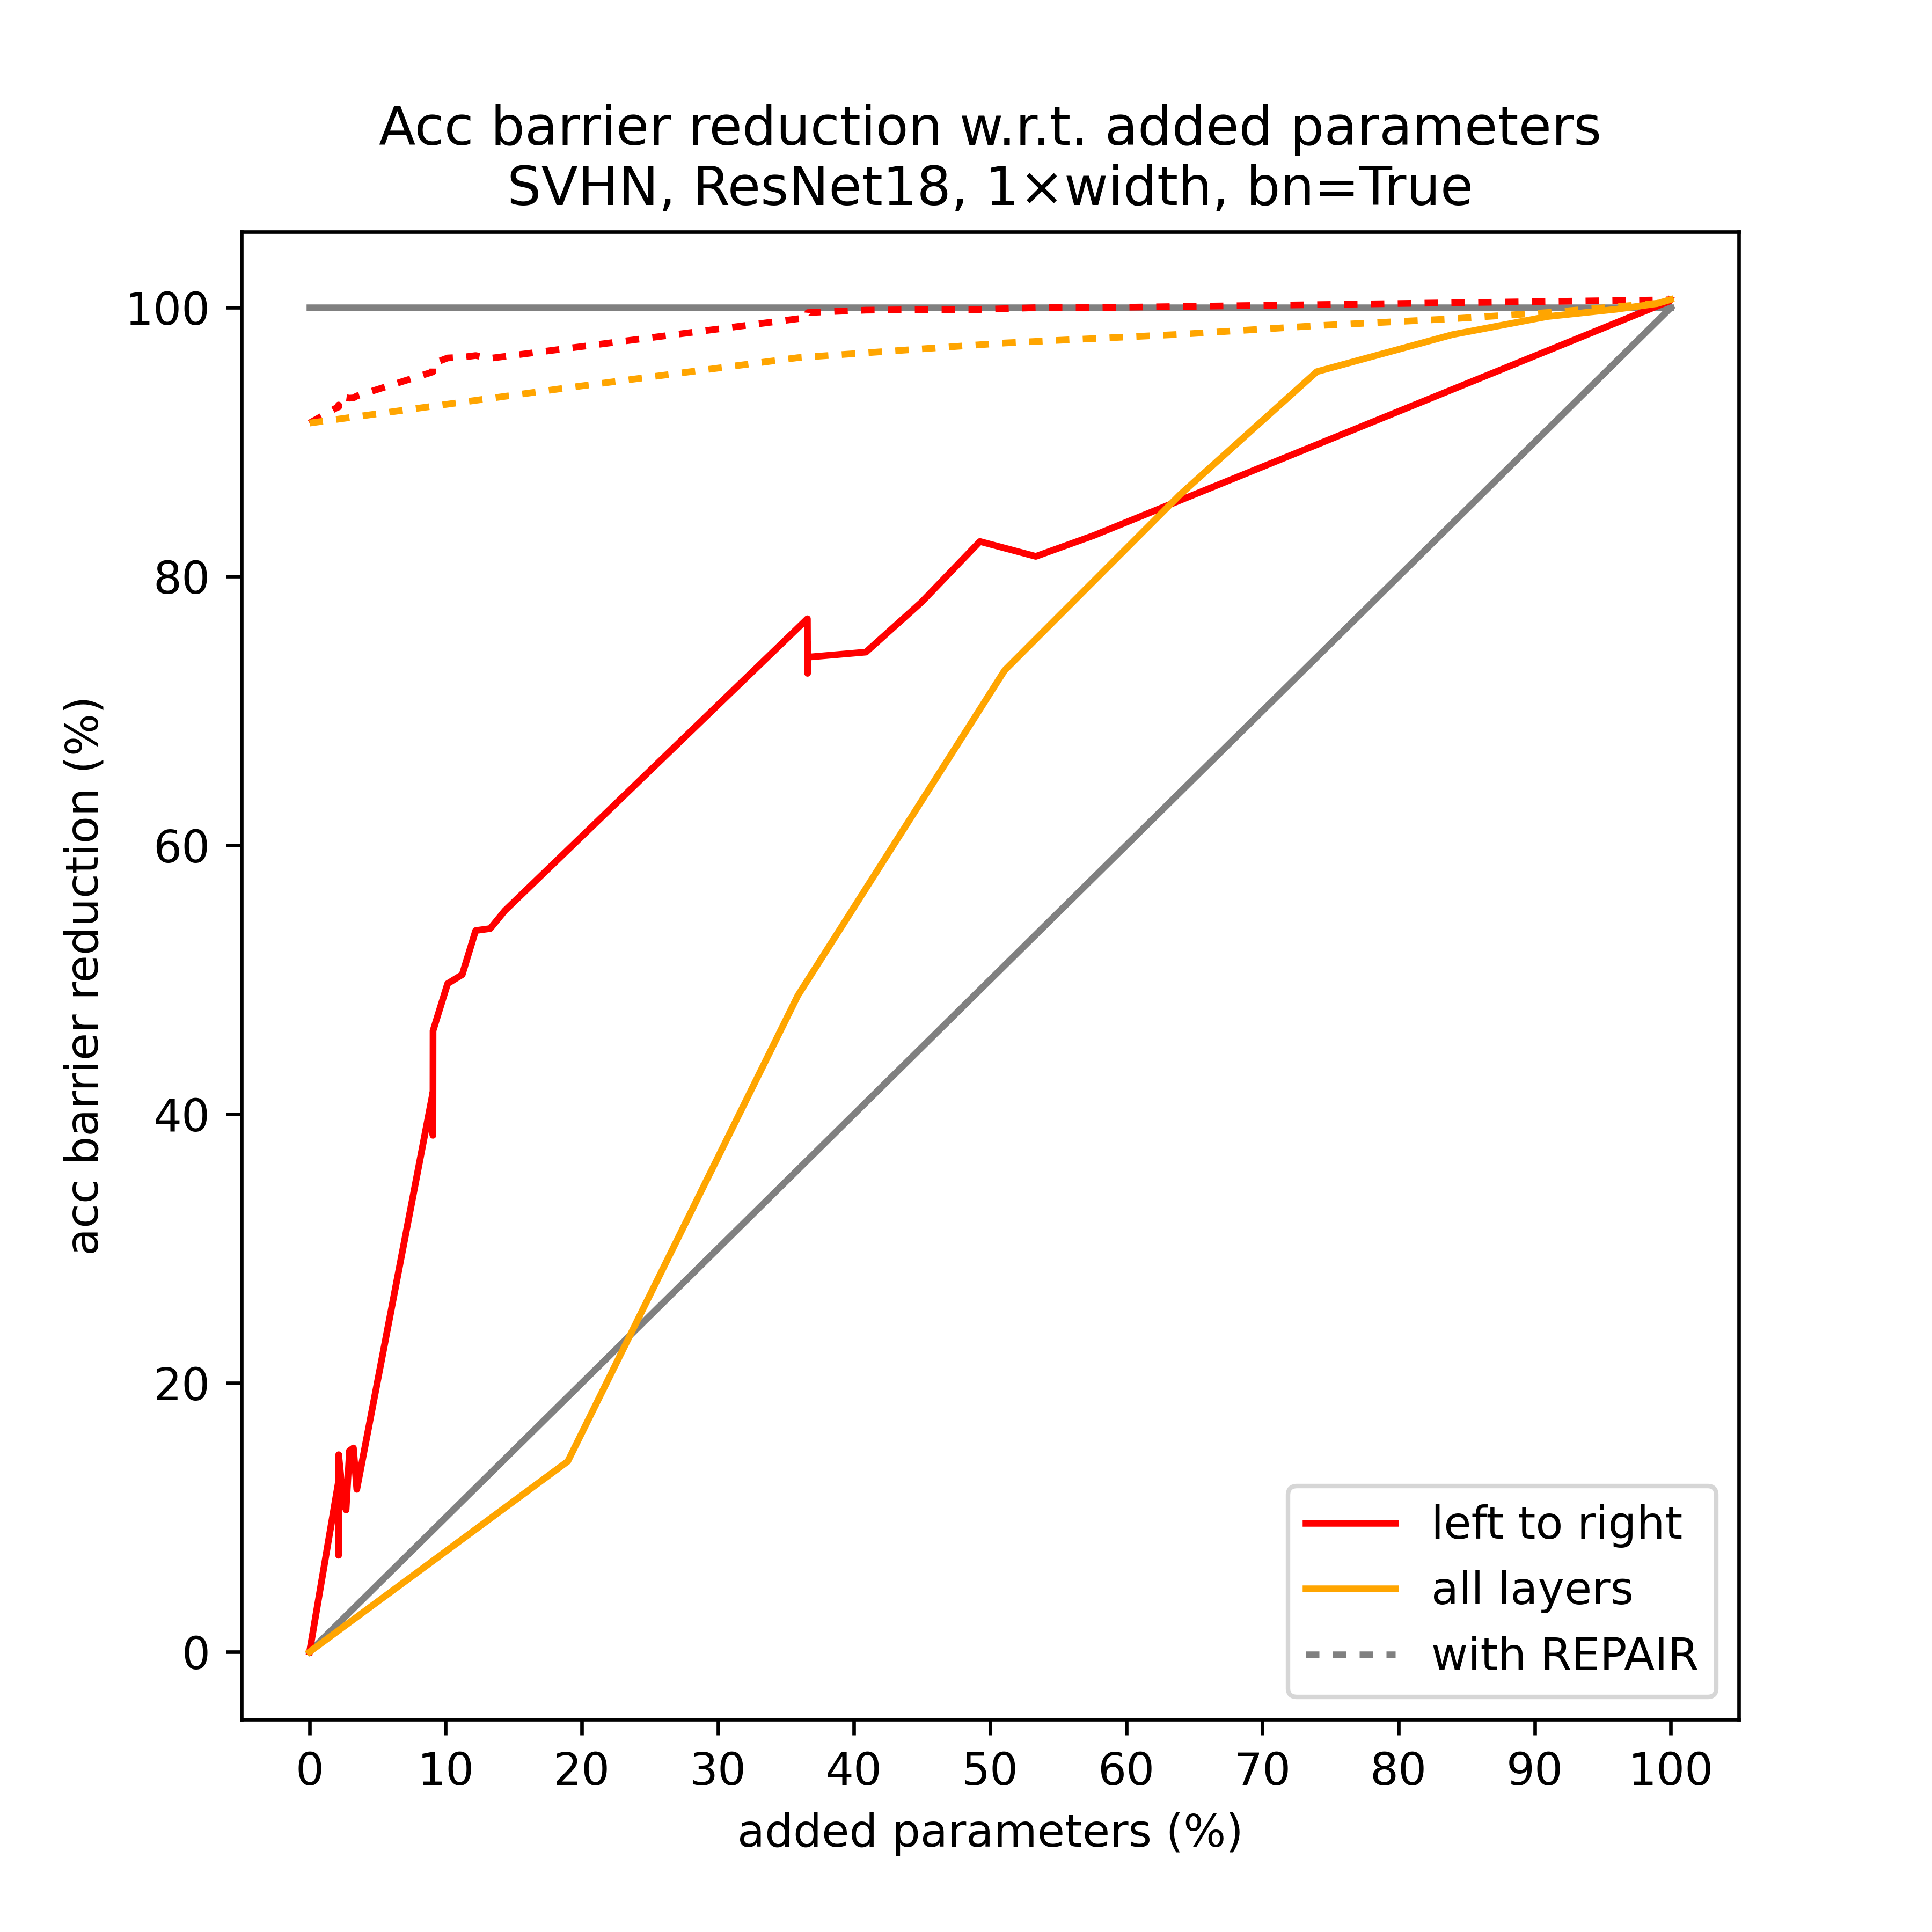 Acc barrier reduction w.r.t. added parameters
SVHN, ResNet18, 1×width, bn=True
acc barrier reduction (%)
100
80
60
40
20
0
left to right
all layers
with REPAIR
0 10 20 30 40 50 60 70 80 90 100
added parameters (%)